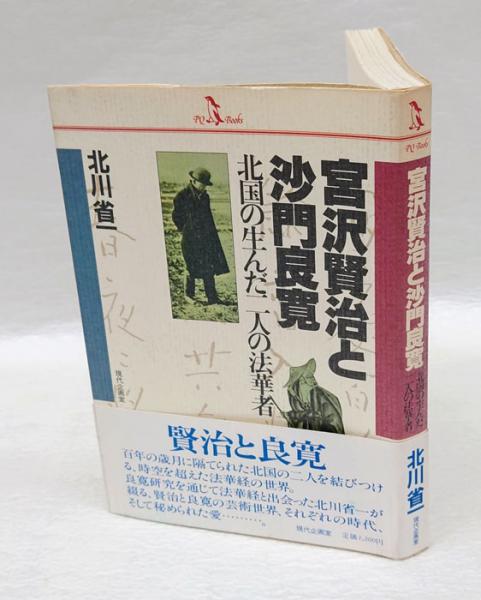 PQ Books
宮沢賢治と
沙門良寛
北国の生んだ二人の法華者
北川省一
現代企画室
賢治と良寛
百年の歳月に隔てられた北国の二人を結びつけ
る、時空を超えた法華経の世界。
良寛研究を通じて法華経と出会った北川省一が
綴る、賢治と良寛の芸術世界、それぞれの時代、
そして秘められた愛………。
現代企画室 定価1,200円
PQ Books
宮沢賢治と沙門良寛
北国の生んだ
二人の法華者
北川省一
現代企画室